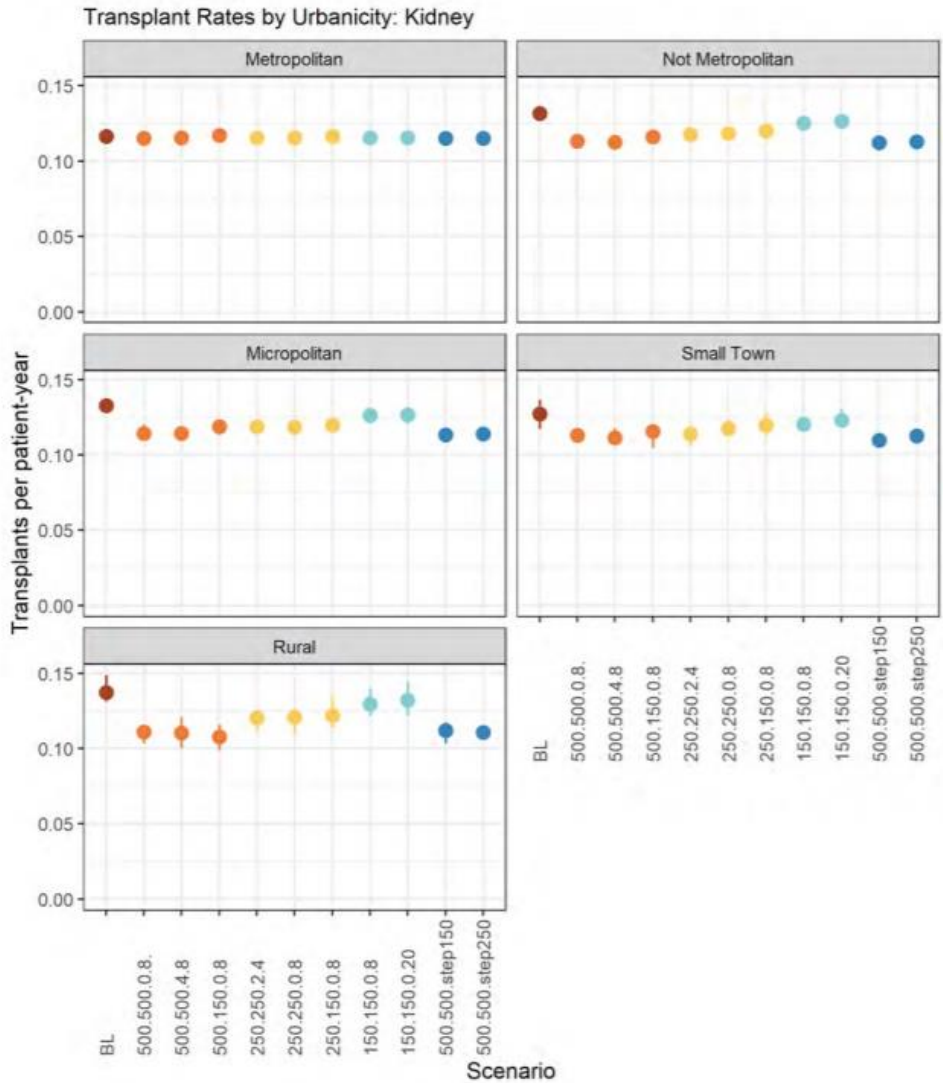 Transplant Rates by Urbanicity: Kidney
Metropolitan
Not Metropolitan
0.15
0.10
0.05
0.00
Micropolitan
Small Town
0.15
0.10
0.05
0.00
Transplants per patient-year
Rural
0.15
0.10
0.05
0.00
BL
500.500.0.8.
500.500.4.8
500.150.0.8
250.250.2.4
250.250.0.8
250.150.0.8
150.150.0.8
150.150.0.20
500.500.step150
500.500.step250
BL
500.500.0.8.
500.500.4.8
500.150.0.8
250.250.2.4
250.250.0.8
250.150.0.8
150.150.0.8
150.150.0.20
500.500.step150
500.500.step250
Scenario